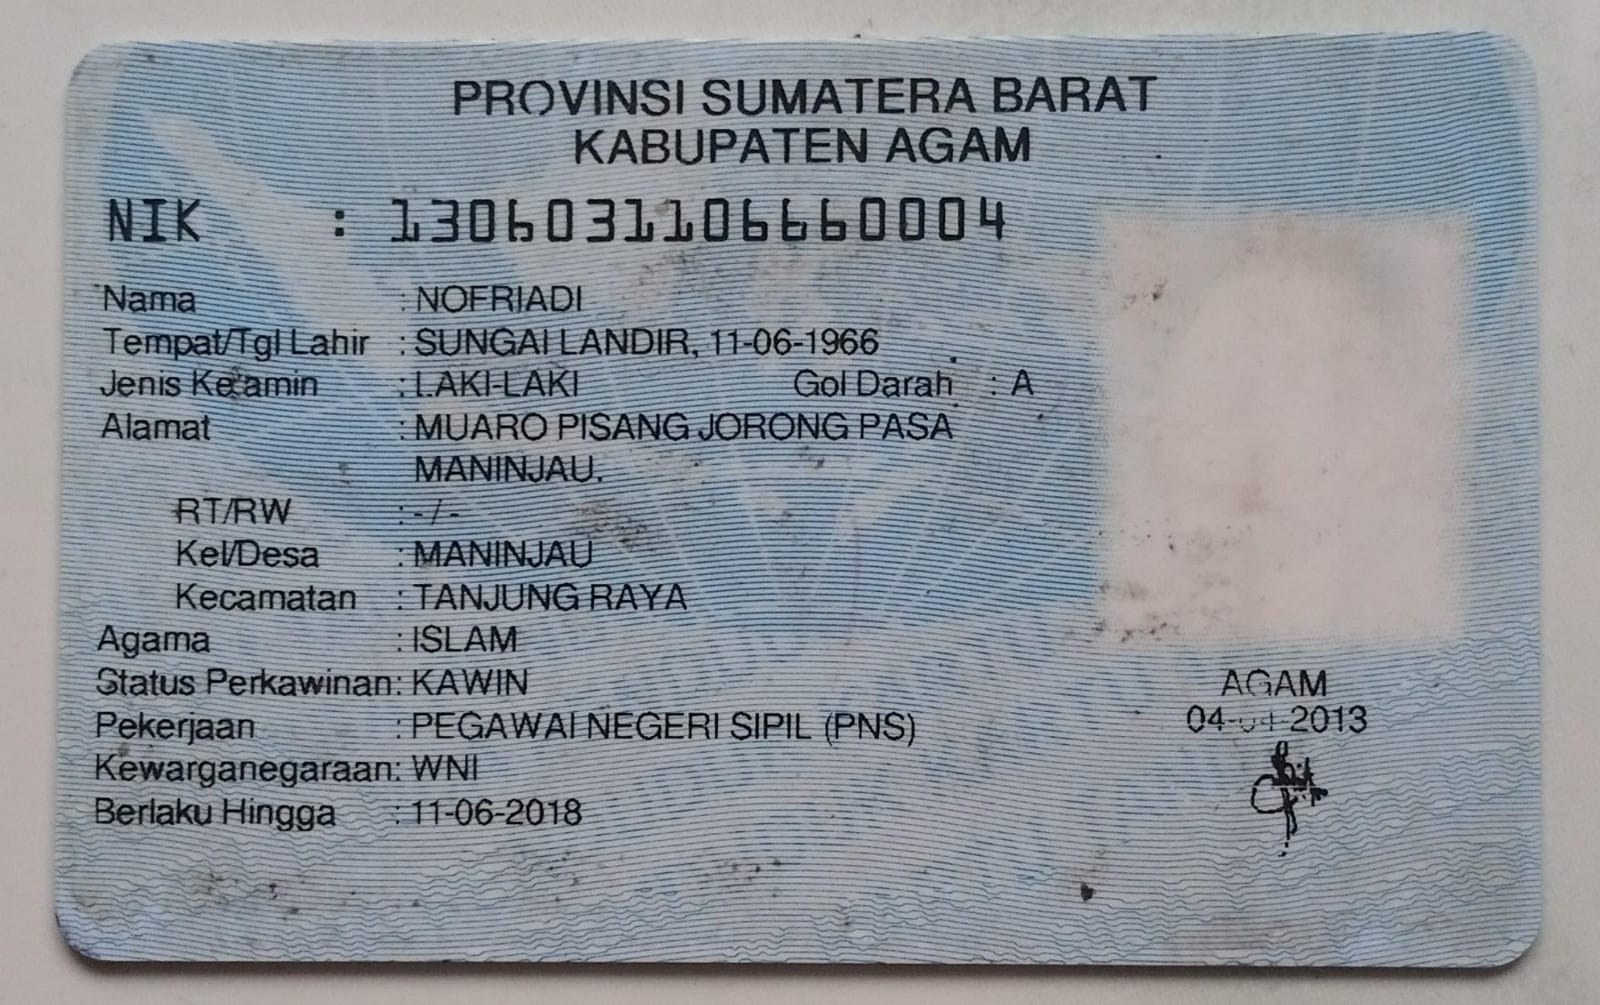 PROVINSI SUMATERA BARAT
KABUPATEN AGAM
NIK : 1306031106660004
Nama : NOFRIADI
Tempat/Tgl Lahir : SUNGAI LANDIR, 11-06-1966
Jenis Kelamin : LAKI-LAKI Gol Darah : A
Alamat : MUARO PISANG JORONG PASA
MANINJAU.
RT/RW : -/-
Kel/Desa : MANINJAU
Kecamatan : TANJUNG RAYA
Agama : ISLAM
Status Perkawinan: KAWIN
Pekerjaan : PEGAWAI NEGERI SIPIL (PNS)
Kewarganegaraan: WNI
Berlaku Hingga : 11-06-2018
AGAM